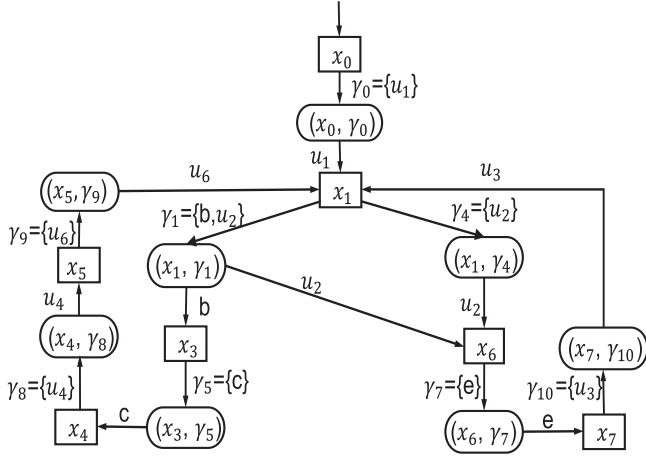 x₀
γ₀={u₁}
(x₀, γ₀)
u₁
u₆
u₃
(x₅,γ₉)
x₁
γ₁={b,u₂}
γ₄={u₂}
γ₉={u₆}
x₅
(x₁, γ₁)
(x₁, γ₄)
u₂
u₄
b
u₂
(x₄, γ₈)
x₃
x₆
(x₇, γ₁₀)
γ₈={u₄}
γ₅={c}
γ₇={e}
γ₁₀={u₃}
x₄
c
(x₃, γ₅)
(x₆, γ₇)
e
x₇